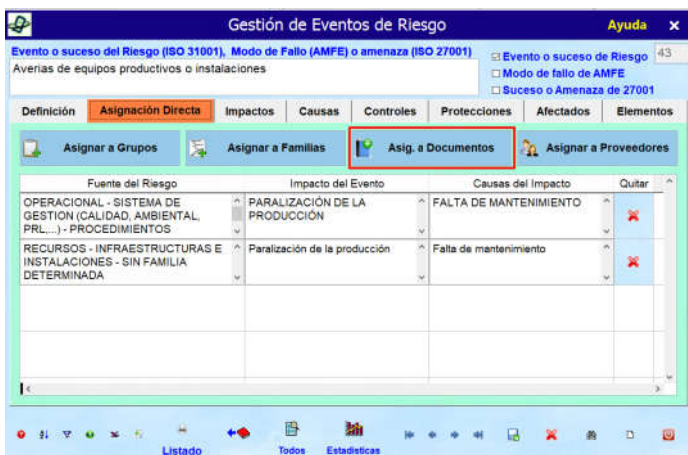 Gestión de Eventos de Riesgo
Ayuda
Evento o suceso del Riesgo (ISO 31001), Modo de Fallo (AMFE) o amenaza (ISO 27001)
Averias de equipos productivos o instalaciones
Evento o suceso de Riesgo
43
Modo de fallo de AMFE
Suceso o Amenaza de 27001
Definición
Asignación Directa
Impactos
Causas
Controles
Protecciones
Afectados
Elementos
Asignar a Grupos
Asignar a Familias
Asig. a Documentos
Asignar a Proveedores
Fuente del Riesgo
Impacto del Evento
Causas del Impacto
Quitar
OPERACIONAL - SISTEMA DE
GESTION (CALIDAD, AMBIENTAL,
PRL,...) - PROCEDIMIENTOS
PARALIZACIÓN DE LA
PRODUCCIÓN
FALTA DE MANTENIMIENTO
RECURSOS - INFRAESTRUCTURAS E
INSTALACIONES - SIN FAMILIA
DETERMINADA
Paralización de la producción
Falta de mantenimiento
Listado
Todos
Estadisticas